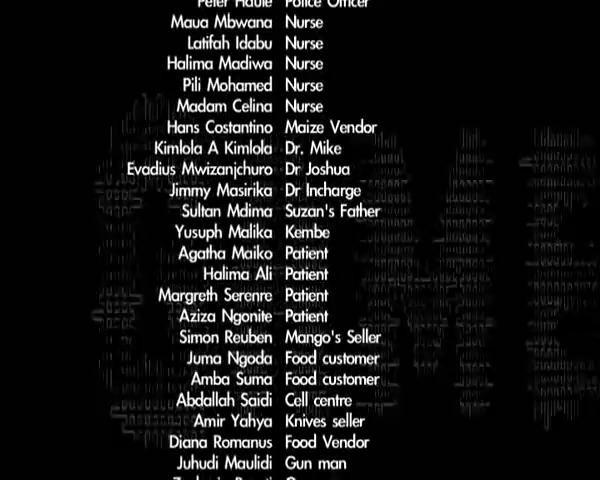 Peter Haule Police Officer
Maua Mbwana Nurse
Latifah Idabu Nurse
Halima Madiwa Nurse
Pili Mohamed Nurse
Madam Celina Nurse
Hans Costantino Maize Vendor
Kimlola A Kimlola Dr. Mike
Evadius Mwizanjchuro Dr Joshua
Jimmy Masirika Dr Incharge
Sultan Mdima Suzan's Father
Yusuph Malika Kembe
Agatha Maiko Patient
Halima Ali Patient
Margreth Serenre Patient
Aziza Ngonite Patient
Simon Reuben Mango's Seller
Juma Ngoda Food customer
Amba Suma Food customer
Abdallah Saidi Cell centre
Amir Yahya Knives seller
Diana Romanus Food Vendor
Juhudi Maulidi Gun man